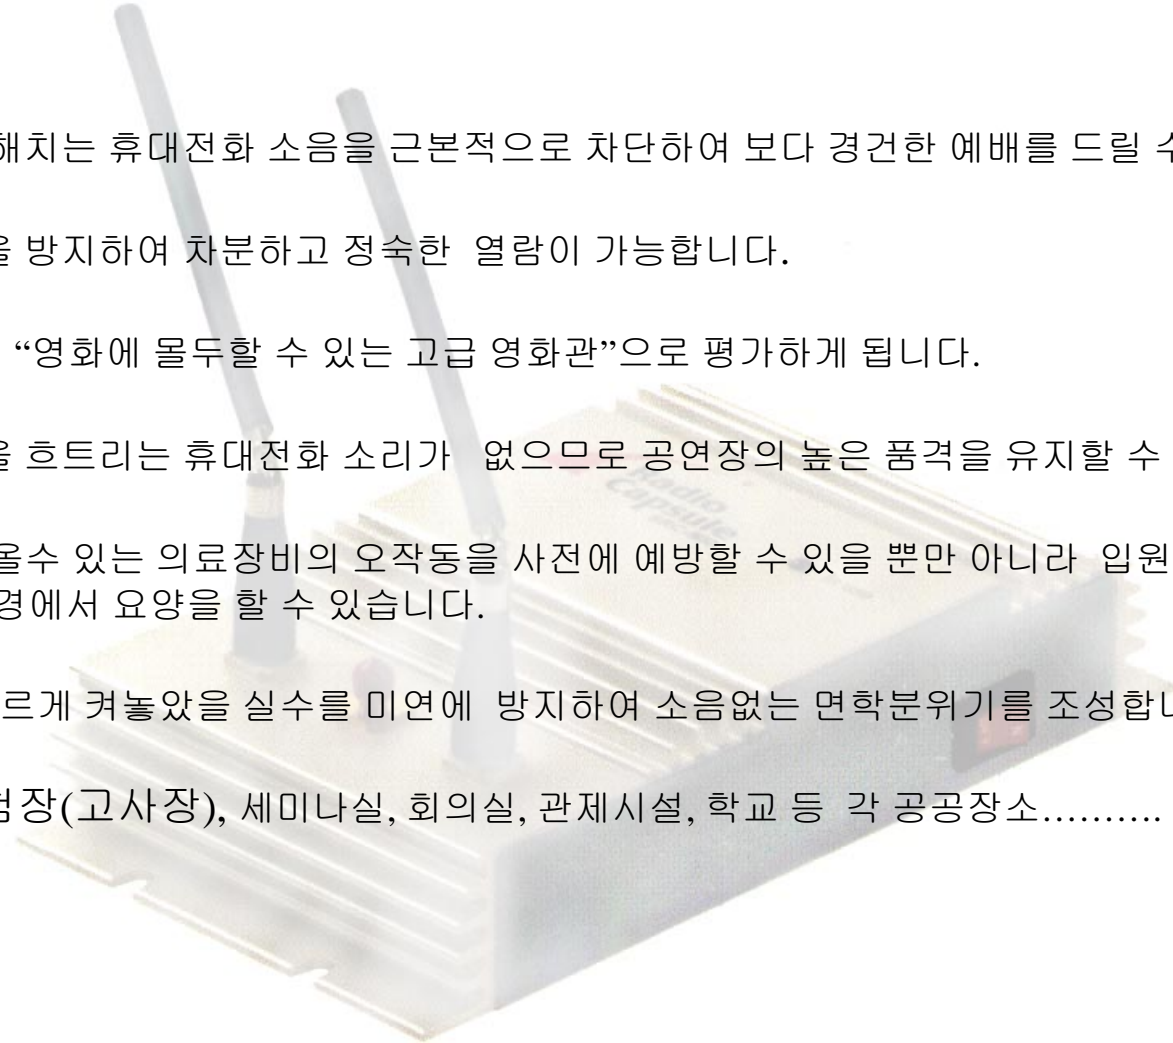 해치는 휴대전화 소음을 근본적으로 차단하여 보다 경건한 예배를 드릴 수
을 방지하여 차분하고 정숙한 열람이 가능합니다.
“영화에 몰두할 수 있는 고급 영화관”으로 평가하게 됩니다.
을 흐트리는 휴대전화 소리가 없으므로 공연장의 높은 품격을 유지할 수
Radio
Capsule
올수 있는 의료장비의 오작동을 사전에 예방할 수 있을 뿐만 아니라 입원
경에서 요양을 할 수 있습니다.
르게 켜놓았을 실수를 미연에 방지하여 소음없는 면학분위기를 조성합니
험장(고사장), 세미나실, 회의실, 관제시설, 학교 등 각 공공장소..........